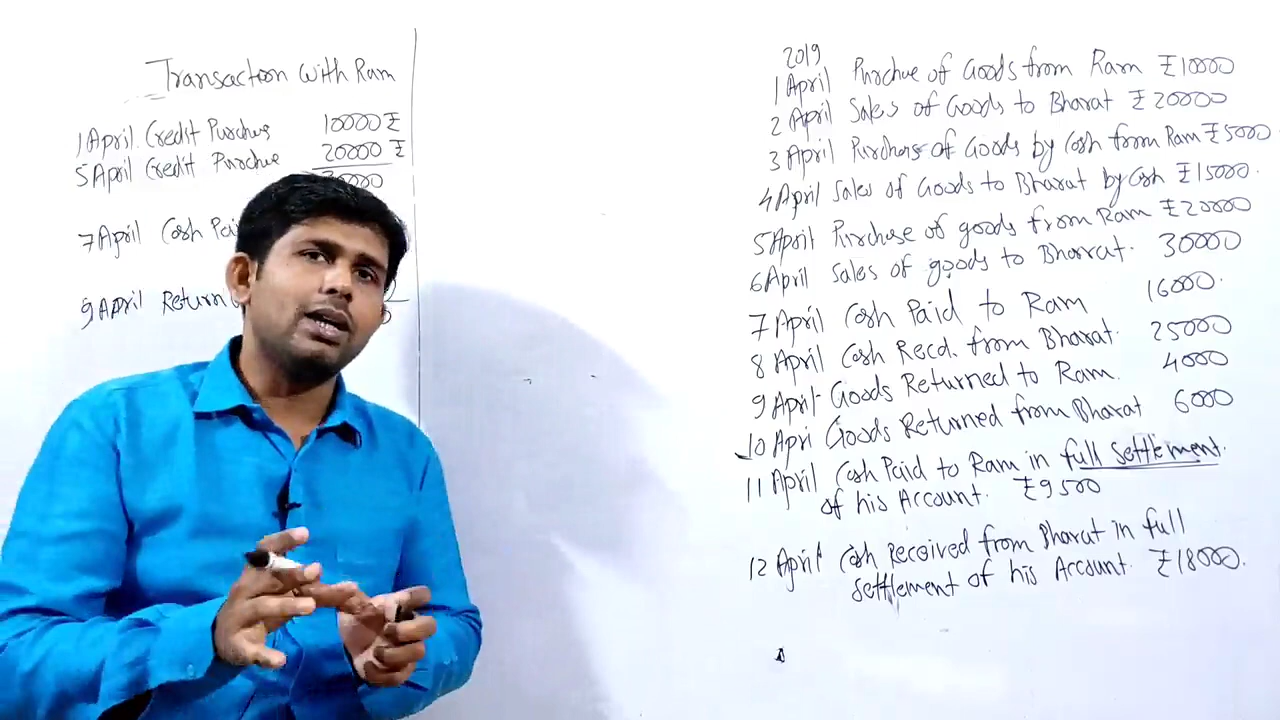 Transaction with Ram
1 April. Credit Purchas 10000 ₹
5 April Credit Purchase 20000 ₹
7 April Cash Pai
9 April Return
2019
1 April Purchase of Goods from Ram ₹10000
2 April Sales of Goods to Bharat ₹20000
3 April Purchase of Goods by Cash from Ram ₹5000
4 April Sales of Goods to Bharat by Cash ₹15000.
5 April Purchase of goods from Ram ₹20000
6 April Sales of goods to Bharat. 30000
7 April Cash Paid to Ram 16000.
8 April Cash Recd. from Bharat. 25000
9 April Goods Returned to Ram. 4000
10 Apri Goods Returned from Bharat 6000
11 April Cash Paid to Ram in full settlement.
of his Account. ₹9500
12 April Cash Received from Bharat in full
settlement of his Account. ₹18000.